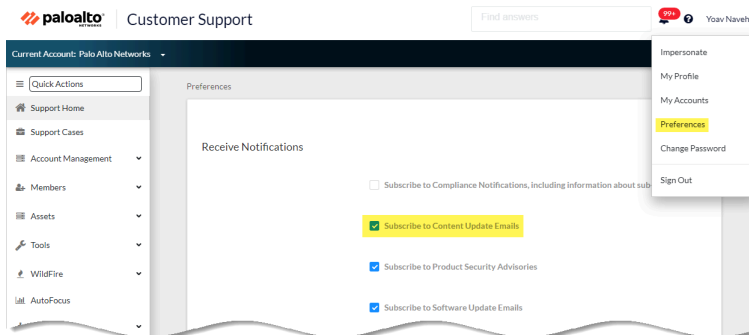 paloalto NETWORKS
Customer Support
Find answers
99+
Yoav Naveh
Current Account: Palo Alto Networks
Impersonate
My Profile
My Accounts
Preferences
Change Password
Sign Out
Quick Actions
Support Home
Support Cases
Account Management
Members
Assets
Tools
WildFire
AutoFocus
Preferences
Receive Notifications
Subscribe to Compliance Notifications, including information about sub
Subscribe to Content Update Emails
Subscribe to Product Security Advisories
Subscribe to Software Update Emails